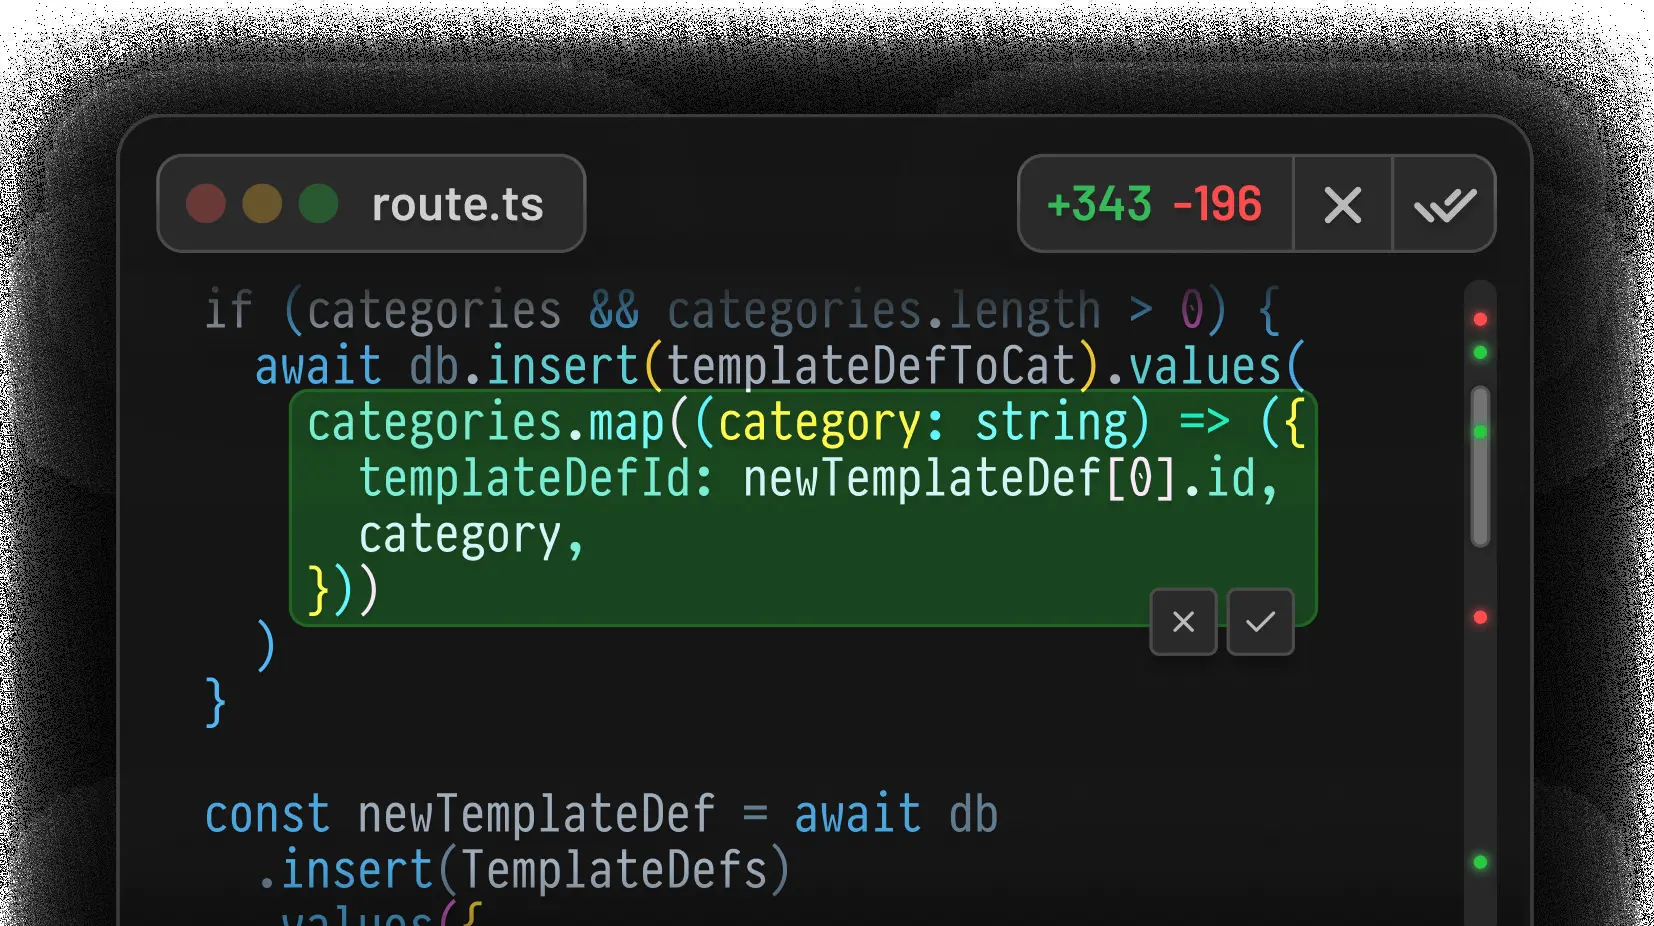 route.ts
+343 -196
if (categories && categories.length > 0) {
await db.insert(templateDefToCat).values(
categories.map((category: string) => ({
templateDefId: newTemplateDef[0].id,
category,
}))
)
}
const newTemplateDef = await db
.insert(TemplateDefs)
values({